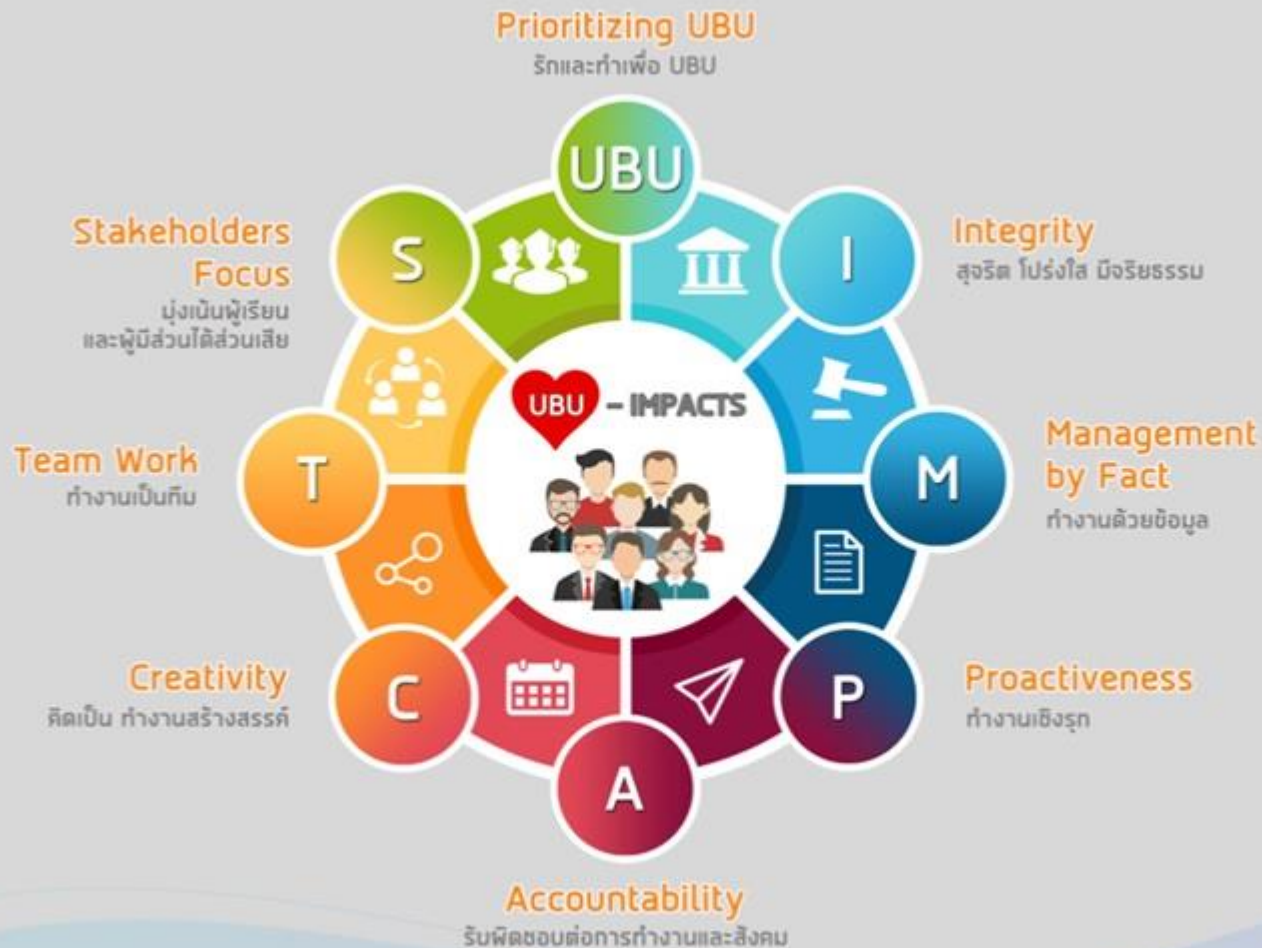 Prioritizing UBU
รักและทำเพื่อ UBU
UBU
I
Integrity
สุจริต โปร่งใส มีจริยธรรม
M
Management
by Fact
ทำงานด้วยข้อมูล
P
Proactiveness
ทำงานเชิงรุก
A
Accountability
รับผิดชอบต่อการทำงานและสังคม
C
Creativity
คิดเป็น ทำงานสร้างสรรค์
T
Team Work
ทำงานเป็นทีม
S
Stakeholders
Focus
มุ่งเน้นผู้เรียน
และผู้มีส่วนได้ส่วนเสีย
UBU – IMPACTS